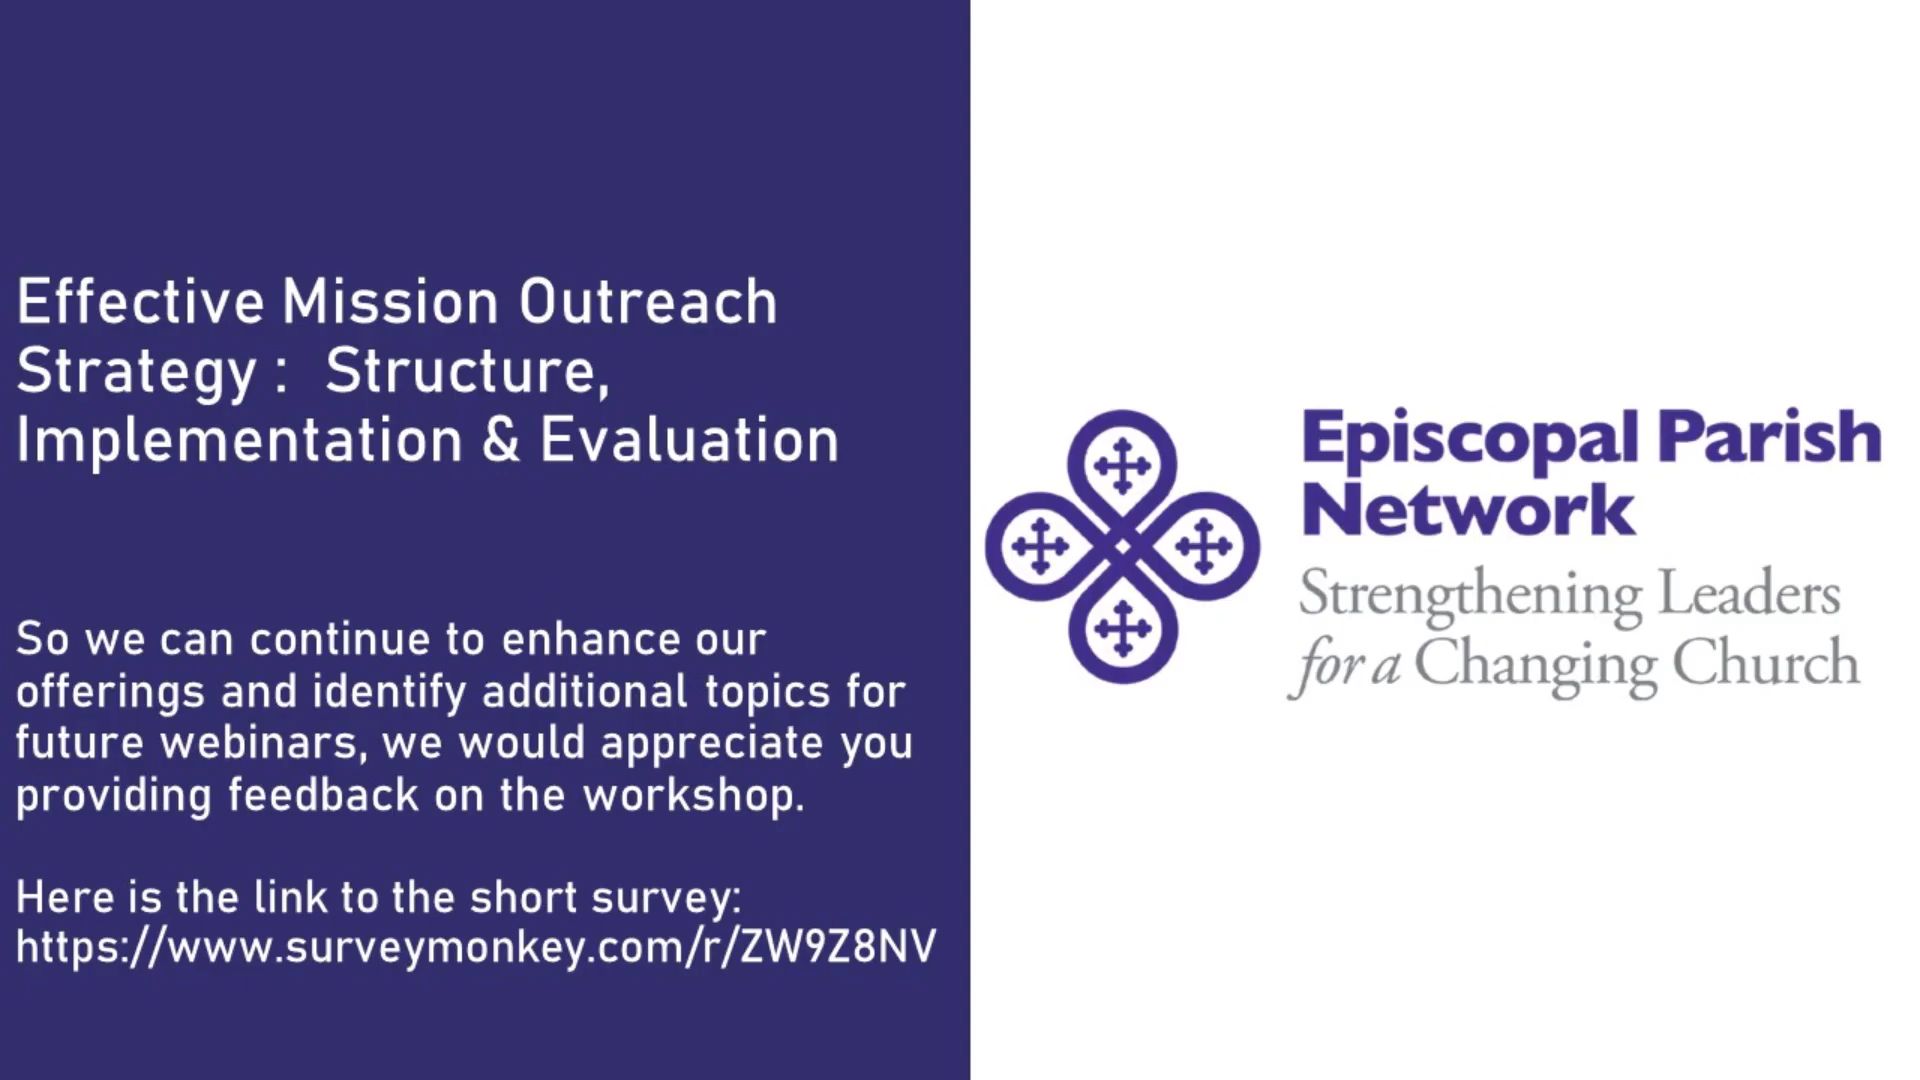 Effective Mission Outreach
Strategy :  Structure,
Implementation & Evaluation
So we can continue to enhance our
offerings and identify additional topics for
future webinars, we would appreciate you
providing feedback on the workshop.
Here is the link to the short survey:
https://www.surveymonkey.com/r/ZW9Z8NV
Episcopal Parish
Network
Strengthening Leaders
for a Changing Church